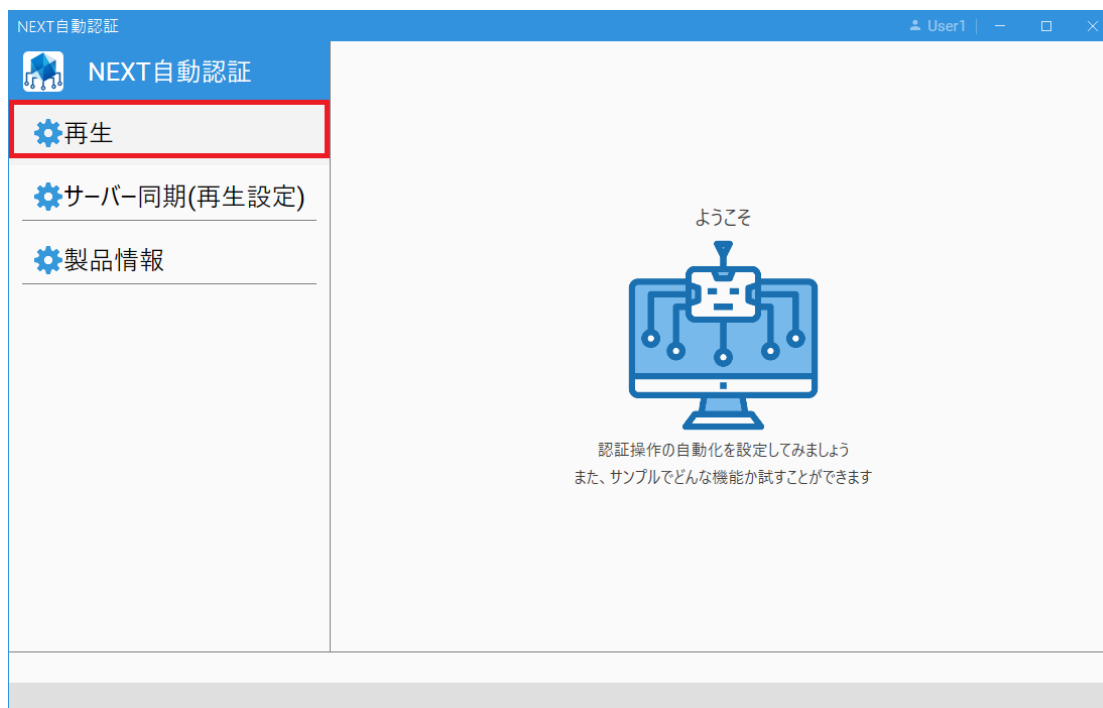 NEXT自動認証
User1
NEXT自動認証
再生
サーバー同期(再生設定)
製品情報
ようこそ
認証操作の自動化を設定してみましょう
また、サンプルでどんな機能か試すことができます